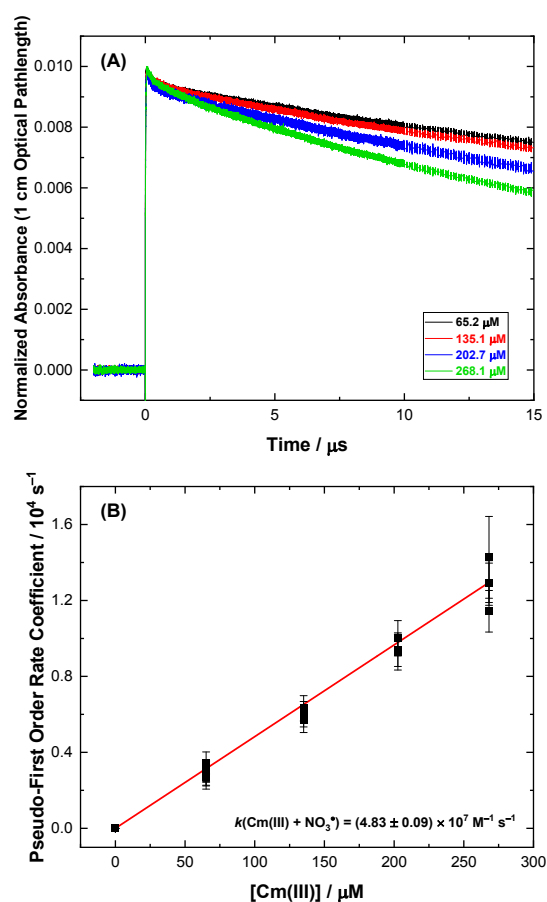 (A)
Normalized Absorbance (1 cm Optical Pathlength)
0.010
0.008
0.006
0.004
0.002
0.000
65.2 μM
135.1 μM
202.7 μM
268.1 μM
0
5
10
15
Time / μs
(B)
Pseudo-First Order Rate Coefficient / 10⁴ s⁻¹
1.6
1.2
0.8
0.4
0.0
k(Cm(III) + NO₃•) = (4.83 ± 0.09) × 10⁷ M⁻¹ s⁻¹
0
50
100
150
200
250
300
[Cm(III)] / μM